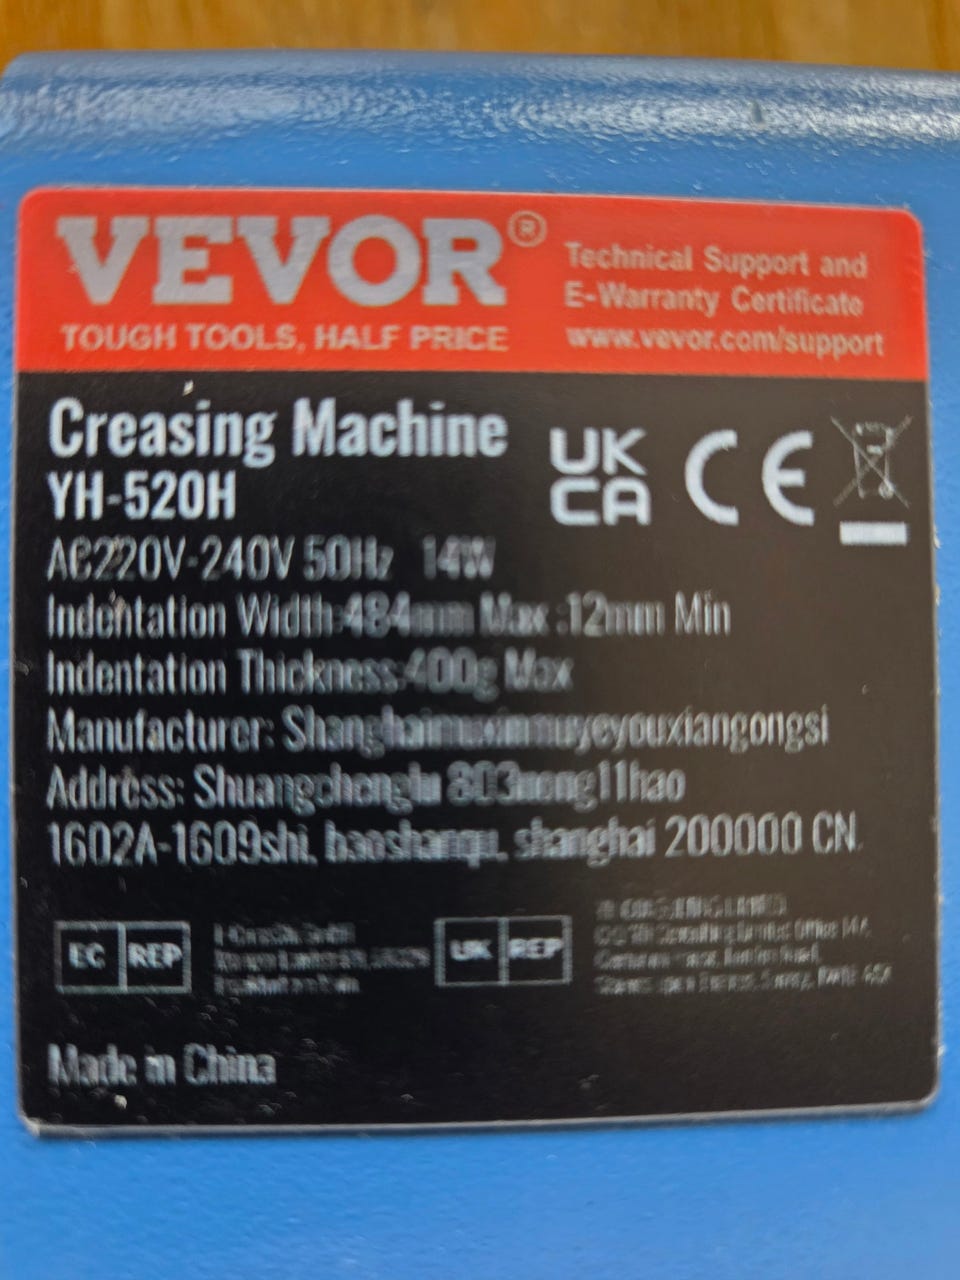 VEVOR®
TOUGH TOOLS, HALF PRICE
Technical Support and
E-Warranty Certificate
www.vevor.com/support
Creasing Machine
YH-520H
UK
CA
CE
AC220V-240V 50Hz 14W
Indentation Width:484mm Max :12mm Min
Indentation Thickness:400g Max
Manufacturer: Shanghaimuxinmuyeyouxiangongsi
Address: Shuangchenglu 803nong11hao
1602A-1609shi, baoshanqu, shanghai 200000 CN.
EC REP
UK REP
Made in China